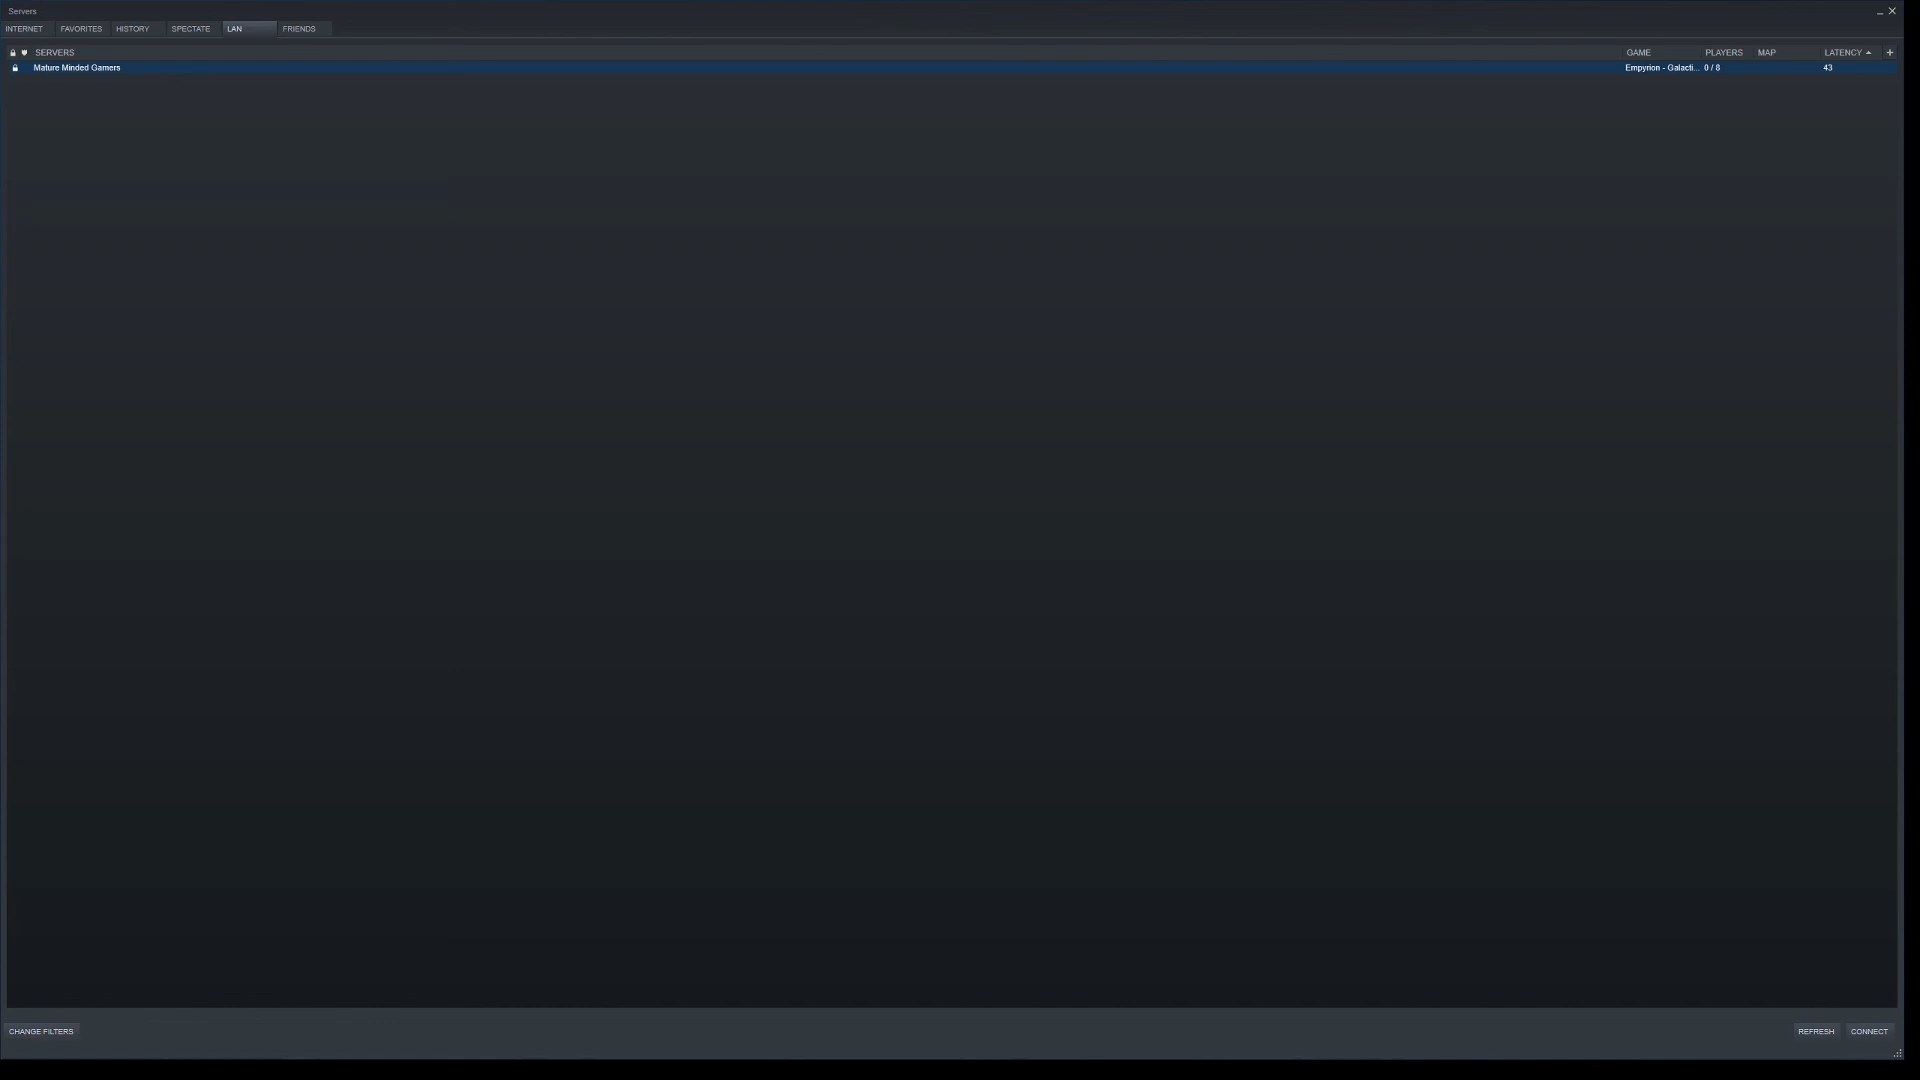 Servers
INTERNET FAVORITES HISTORY SPECTATE LAN FRIENDS
SERVERS GAME PLAYERS MAP LATENCY
Mature Minded Gamers Empyrion - Galacti... 0 / 8 43
CHANGE FILTERS REFRESH CONNECT